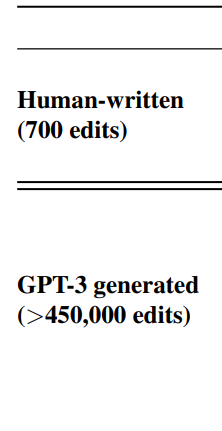 Human-written
(700 edits)
GPT-3 generated
(>450,000 edits)